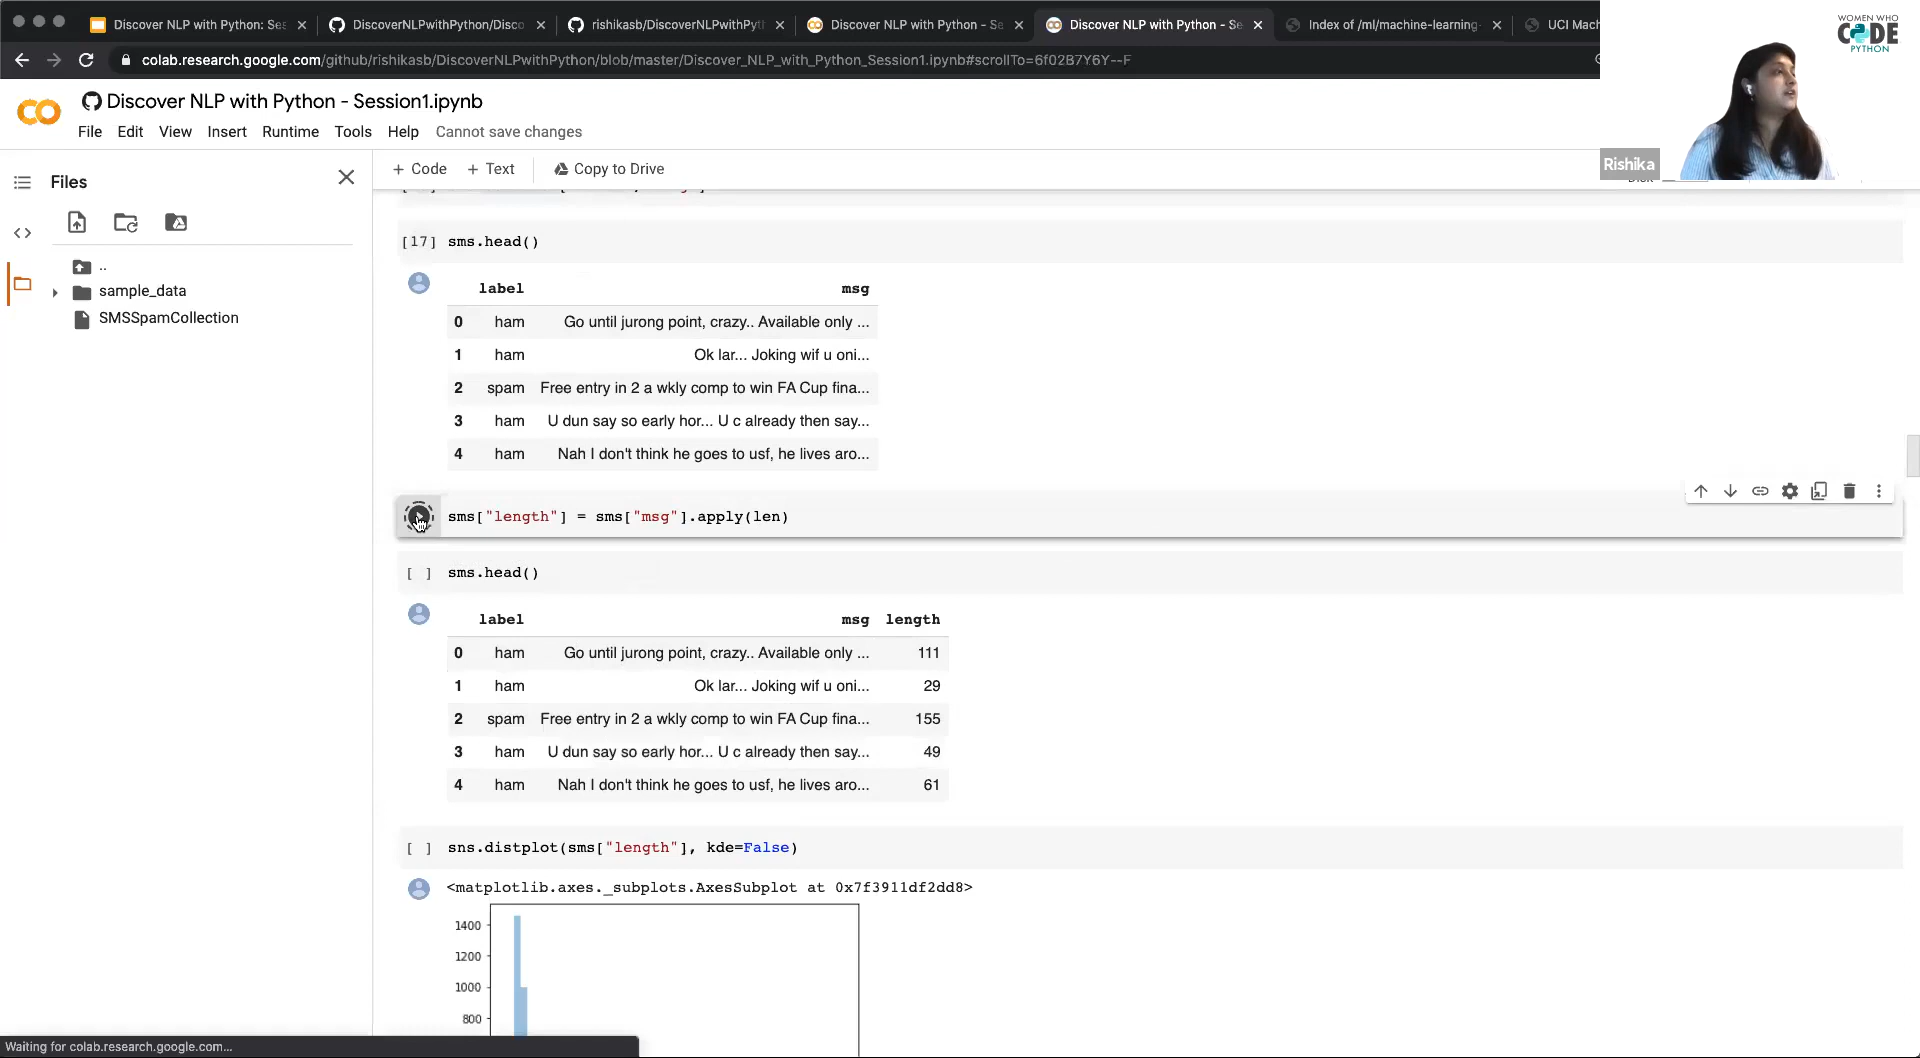 Discover NLP with Python: Ses
DiscoverNLPwithPython/Disco
rishikasb/DiscoverNLPwithPyth
Discover NLP with Python - Se
Discover NLP with Python - Se
Index of /ml/machine-learning-
UCI Mach
colab.research.google.com/github/rishikasb/DiscoverNLPwithPython/blob/master/Discover_NLP_with_Python_Session1.ipynb#scrollTo=6f02B7Y6Y--F
WOMEN WHO
CODE
PYTHON
Rishika
CO
Discover NLP with Python - Session1.ipynb
File Edit View Insert Runtime Tools Help Cannot save changes
Files
+ Code + Text Copy to Drive
..
sample_data
SMSSpamCollection
[17] sms.head()
label msg
0 ham Go until jurong point, crazy.. Available only ...
1 ham Ok lar... Joking wif u oni...
2 spam Free entry in 2 a wkly comp to win FA Cup fina...
3 ham U dun say so early hor... U c already then say...
4 ham Nah I don't think he goes to usf, he lives aro...
sms["length"] = sms["msg"].apply(len)
[ ] sms.head()
label msg length
0 ham Go until jurong point, crazy.. Available only ... 111
1 ham Ok lar... Joking wif u oni... 29
2 spam Free entry in 2 a wkly comp to win FA Cup fina... 155
3 ham U dun say so early hor... U c already then say... 49
4 ham Nah I don't think he goes to usf, he lives aro... 61
[ ] sns.distplot(sms["length"], kde=False)
<matplotlib.axes._subplots.AxesSubplot at 0x7f3911df2dd8>
1400
1200
1000
800
Waiting for colab.research.google.com...